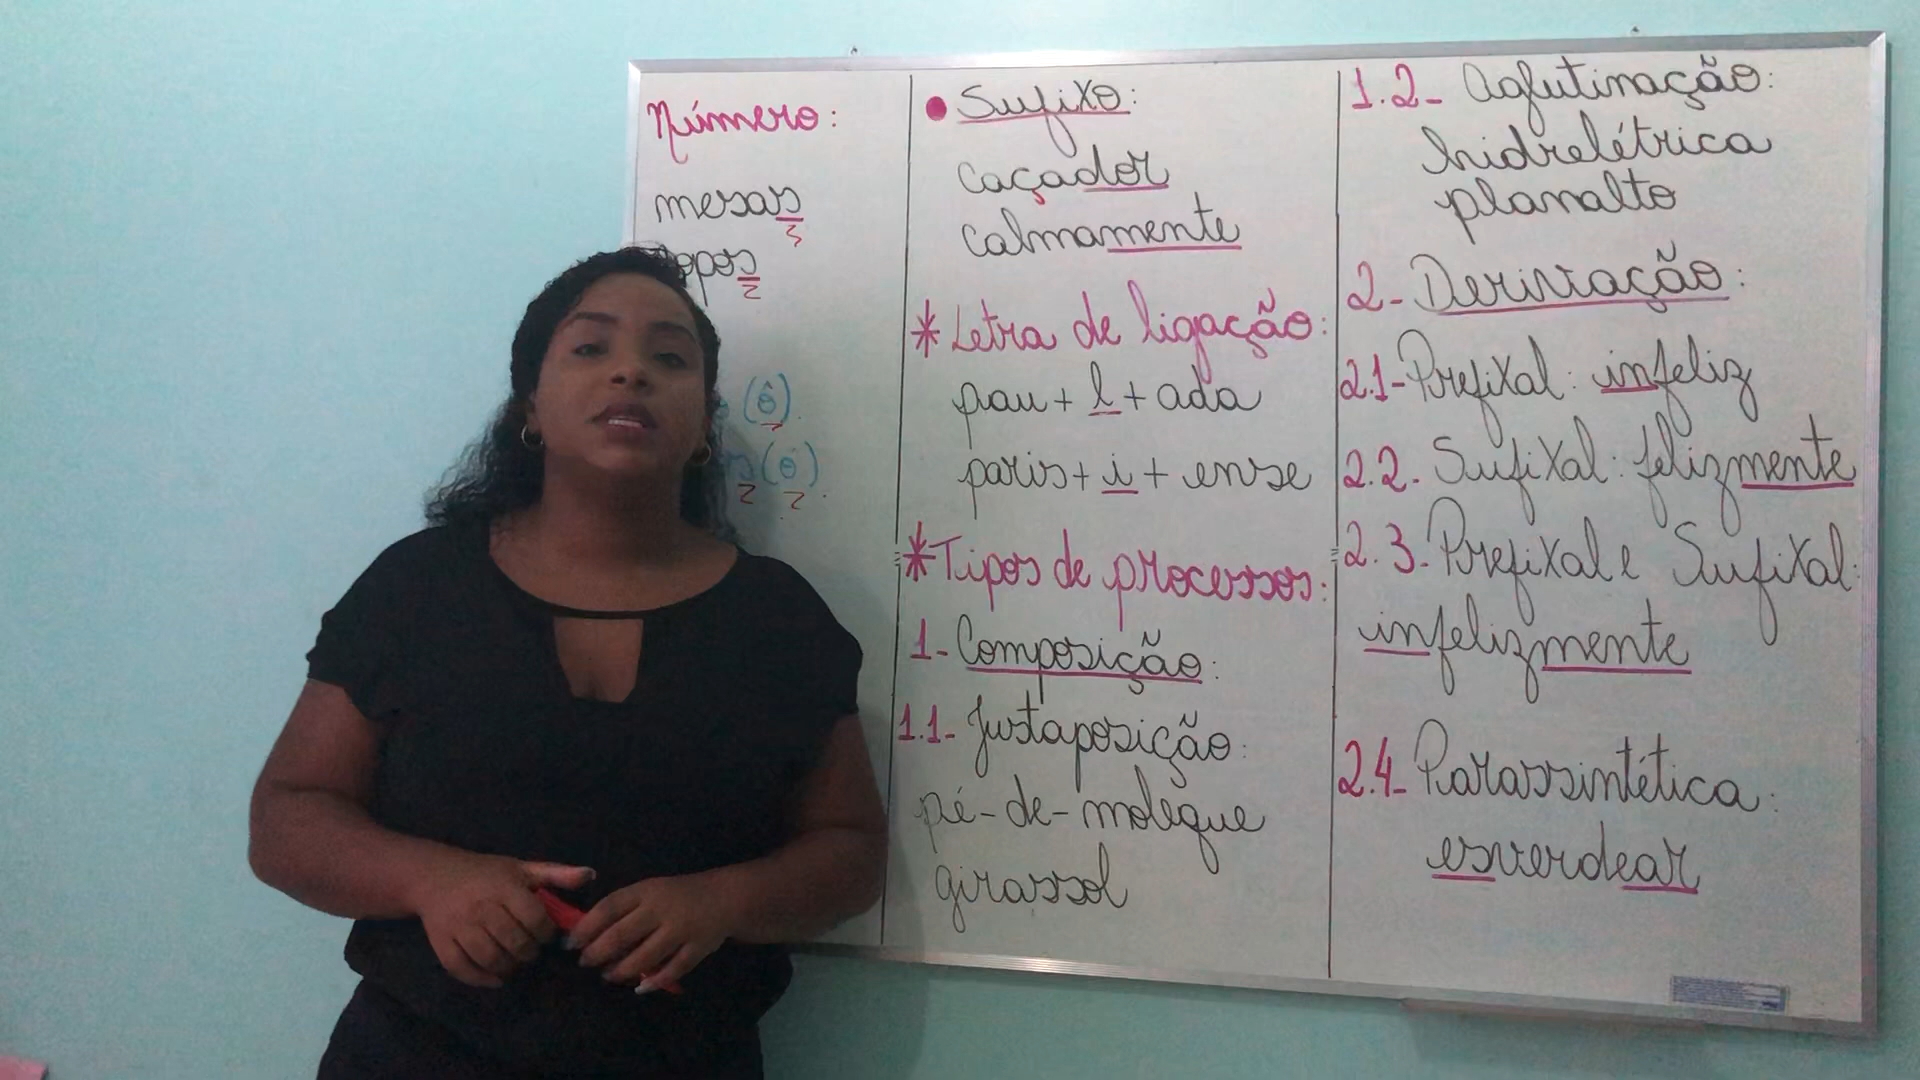 Número:
mesas
(ô).
(ó).
• Sufixo:
caçador
calmamente
* Letra de ligação:
pau + l + ada
paris + i + ense
* Tipos de processos:
1- Composição:
1.1- Justaposição:
pé-de-moleque
girassol
1.2- Aglutinação:
hidrelétrica
planalto
2- Derivação:
2.1- Prefixal: infeliz
2.2. Sufixal: felizmente
2.3. Prefixal e Sufixal:
infelizmente
2.4- Parassintética:
esverdear